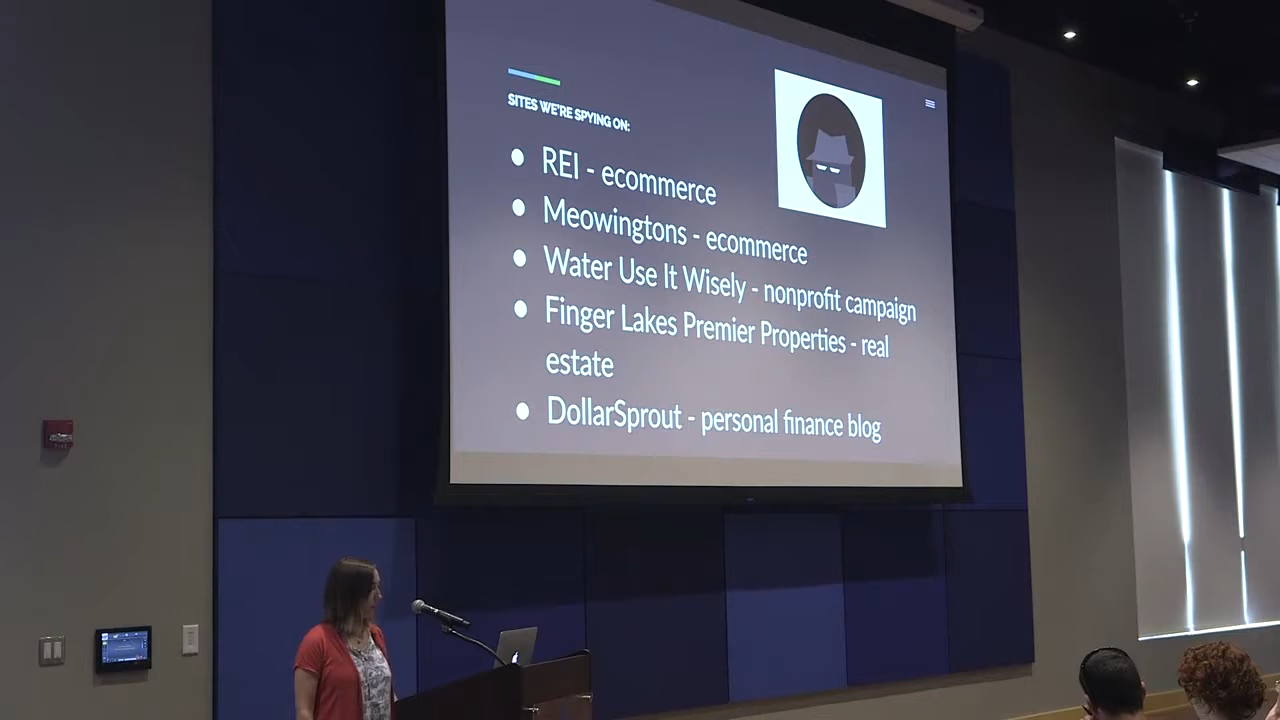 SITES WE'RE SPYING ON:
REI - ecommerce
Meowingtons - ecommerce
Water Use It Wisely - nonprofit campaign
Finger Lakes Premier Properties - real
estate
DollarSprout - personal finance blog